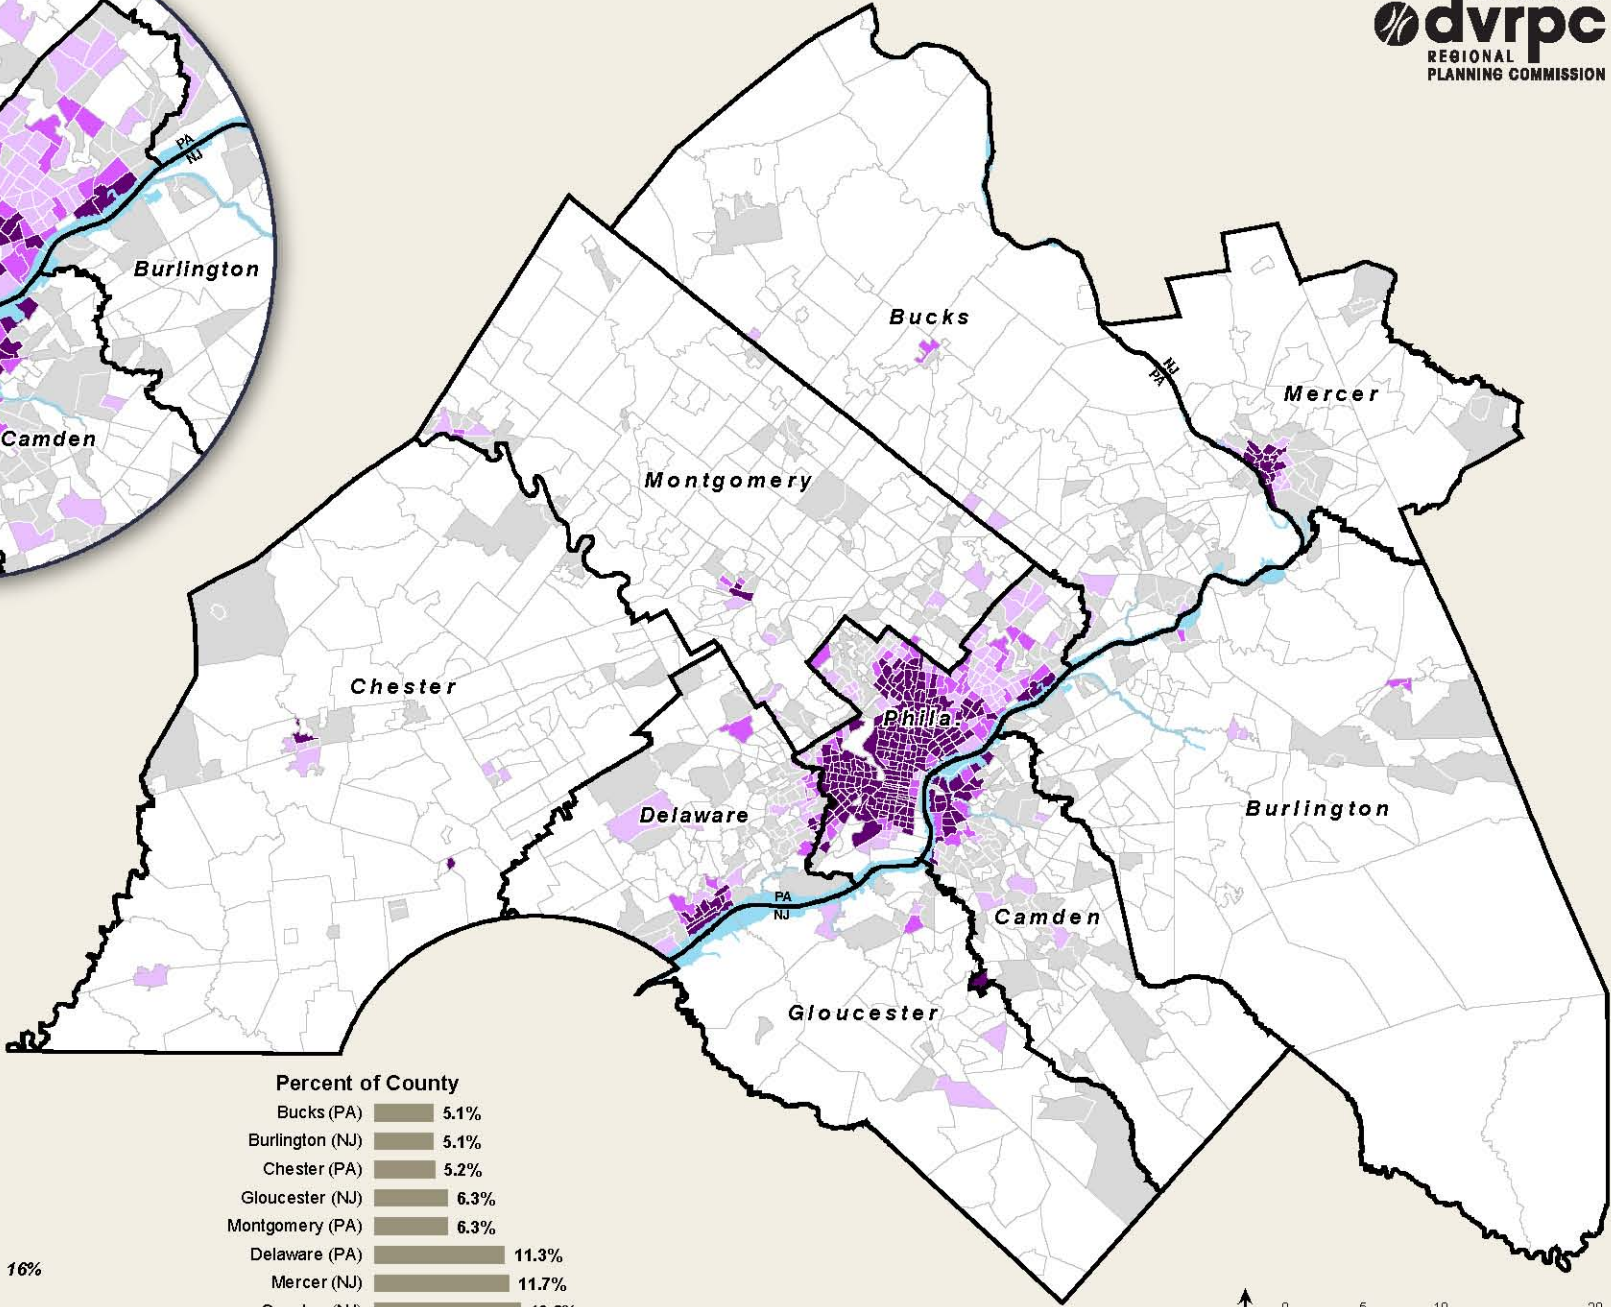 dvrpc
REGIONAL
PLANNING COMMISSION
PA
NJ
Burlington
Camden
Bucks
NJ
PA
Mercer
Montgomery
Chester
Phila.
Delaware
Burlington
PA
NJ
Camden
Gloucester
Percent of County
Bucks (PA) 5.1%
Burlington (NJ) 5.1%
Chester (PA) 5.2%
Gloucester (NJ) 6.3%
Montgomery (PA) 6.3%
Delaware (PA) 11.3%
16%
Mercer (NJ) 11.7%